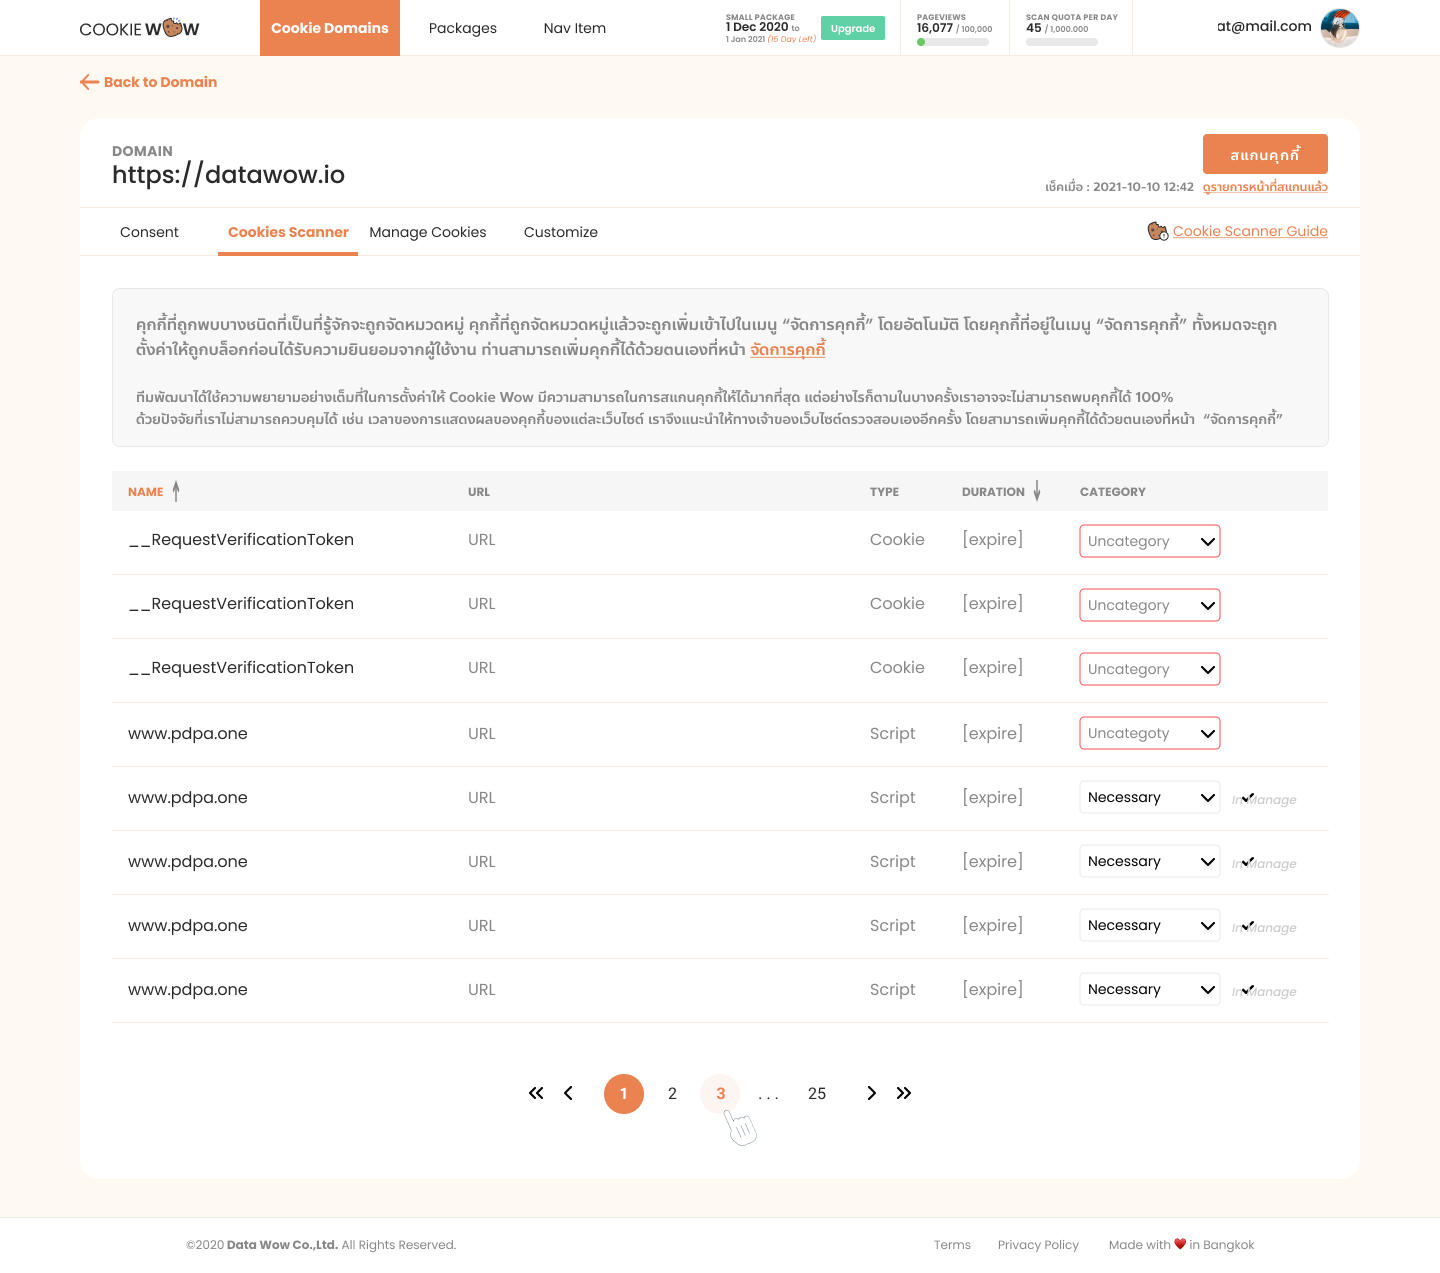 COOKIE WOW
Cookie Domains
Packages
Nav Item
SMALL PACKAGE
1 Dec 2020 to
1 Jan 2021 (15 Day Left)
Upgrade
PAGEVIEWS
16,077 / 100,000
SCAN QUOTA PER DAY
45 / 1,000.000
at@mail.com
Back to Domain
DOMAIN
https://datawow.io
สแกนคุกกี้
เช็คเมื่อ : 2021-10-10 12:42 ดูรายการหน้าที่สแกนแล้ว
Consent
Cookies Scanner
Manage Cookies
Customize
Cookie Scanner Guide
คุกกี้ที่ถูกพบบางชนิดที่เป็นที่รู้จักจะถูกจัดหมวดหมู่ คุกกี้ที่ถูกจัดหมวดหมู่แล้วจะถูกเพิ่มเข้าไปในเมนู “จัดการคุกกี้” โดยอัตโนมัติ โดยคุกกี้ที่อยู่ในเมนู “จัดการคุกกี้” ทั้งหมดจะถูก
ตั้งค่าให้ถูกบล็อกก่อนได้รับความยินยอมจากผู้ใช้งาน ท่านสามารถเพิ่มคุกกี้ได้ด้วยตนเองที่หน้า จัดการคุกกี้
ทีมพัฒนาได้ใช้ความพยายามอย่างเต็มที่ในการตั้งค่าให้ Cookie Wow มีความสามารถในการสแกนคุกกี้ให้ได้มากที่สุด แต่อย่างไรก็ตามในบางครั้งเราอาจจะไม่สามารถพบคุกกี้ได้ 100%
ด้วยปัจจัยที่เราไม่สามารถควบคุมได้ เช่น เวลาของการแสดงผลของคุกกี้ของแต่ละเว็บไซต์ เราจึงแนะนำให้ทางเจ้าของเว็บไซต์ตรวจสอบเองอีกครั้ง โดยสามารถเพิ่มคุกกี้ได้ด้วยตนเองที่หน้า “จัดการคุกกี้”
NAME URL TYPE DURATION CATEGORY
__RequestVerificationToken URL Cookie [expire] Uncategory
__RequestVerificationToken URL Cookie [expire] Uncategory
__RequestVerificationToken URL Cookie [expire] Uncategory
www.pdpa.one URL Script [expire] Uncategoty
www.pdpa.one URL Script [expire] Necessary In Manage
www.pdpa.one URL Script [expire] Necessary In Manage
www.pdpa.one URL Script [expire] Necessary In Manage
www.pdpa.one URL Script [expire] Necessary In Manage
1 2 3 . . . 25
©2020 Data Wow Co.,Ltd. All Rights Reserved.
Terms
Privacy Policy
Made with ❤ in Bangkok